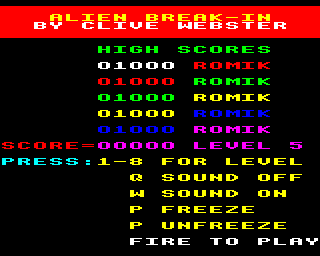 ALIEN BREAK-IN
BY CLIVE WEBSTER
HIGH SCORES
01000 ROMIK
01000 ROMIK
01000 ROMIK
01000 ROMIK
01000 ROMIK
SCORE=00000 LEVEL 5
PRESS:1-8 FOR LEVEL
Q SOUND OFF
W SOUND ON
P FREEZE
P UNFREEZE
FIRE TO PLAY